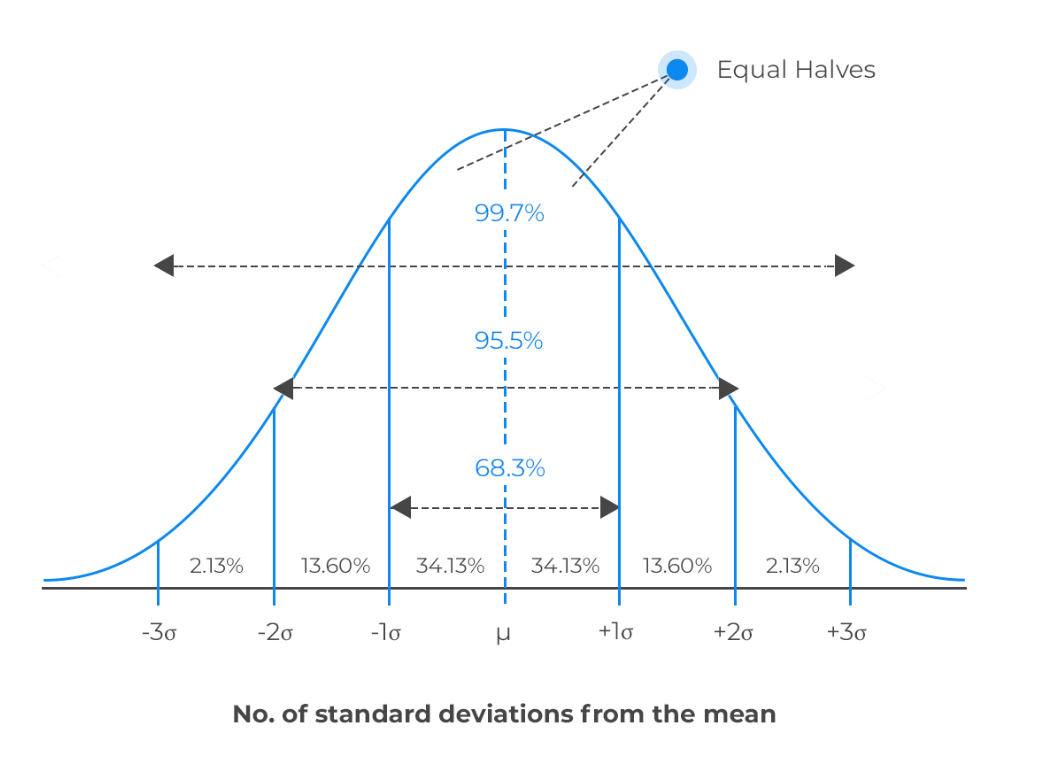 Equal Halves
99.7%
95.5%
68.3%
2.13% 13.60% 34.13% 34.13% 13.60% 2.13%
-3σ -2σ -1σ μ +1σ +2σ +3σ
No. of standard deviations from the mean